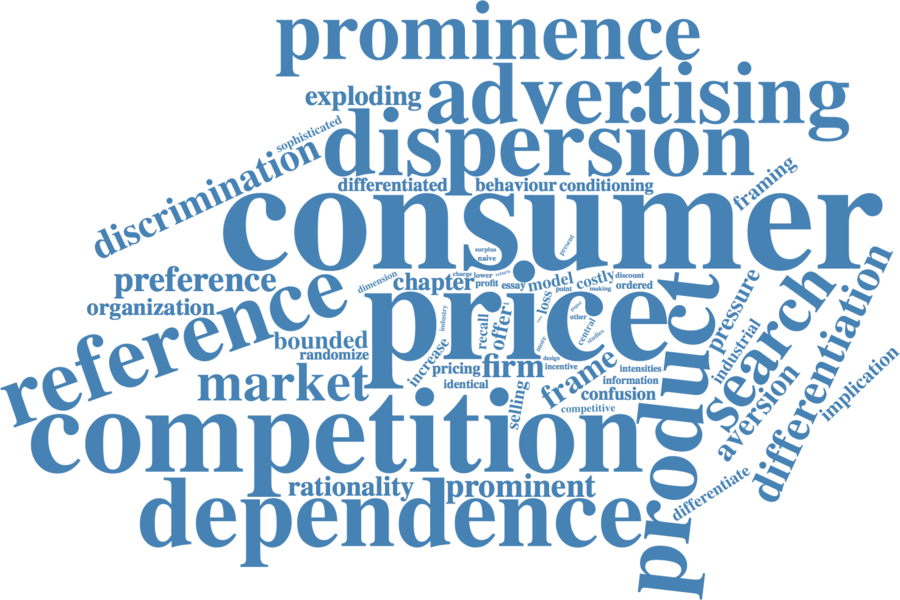 prominence
exploding
advertising
sophisticated
dispersion
discrimination
differentiated
behaviour
conditioning
framing
consumer
surplus
naive
present
preference
organization
reference
dimension
chapter
charge
lower
return
profit
essay
model
point
costly
making
discount
ordered
price
industry
recall
offer
loss
paper
other
central
studies
more
product
pressure
search
differentiation
industrial
bounded
randomize
increase
pricing
firm
design
incentive
identical
frame
intensities
information
confusion
competitive
selling
market
aversion
implication
competition
rationality
prominent
differentiate
dependence